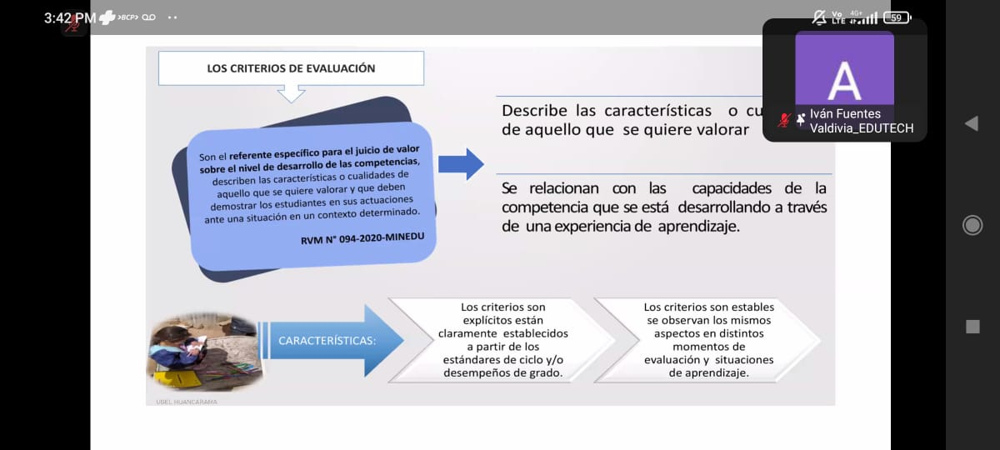 3:42 PM >BCP>
Vo LTE 4G+ 59
LOS CRITERIOS DE EVALUACIÓN
Son el referente específico para el juicio de valor
sobre el nivel de desarrollo de las competencias,
describen las características o cualidades de
aquello que se quiere valorar y que deben
demostrar los estudiantes en sus actuaciones
ante una situación en un contexto determinado.
RVM N° 094-2020-MINEDU
Describe las características o cu
de aquello que se quiere valorar
A
Iván Fuentes
Valdivia_EDUTECH
Se relacionan con las capacidades de la
competencia que se está desarrollando a través
de una experiencia de aprendizaje.
CARACTERÍSTICAS:
Los criterios son
explícitos están
claramente establecidos
a partir de los
estándares de ciclo y/o
desempeños de grado.
Los criterios son estables
se observan los mismos
aspectos en distintos
momentos de
evaluación y situaciones
de aprendizaje.
UGEL HUANCARAMA